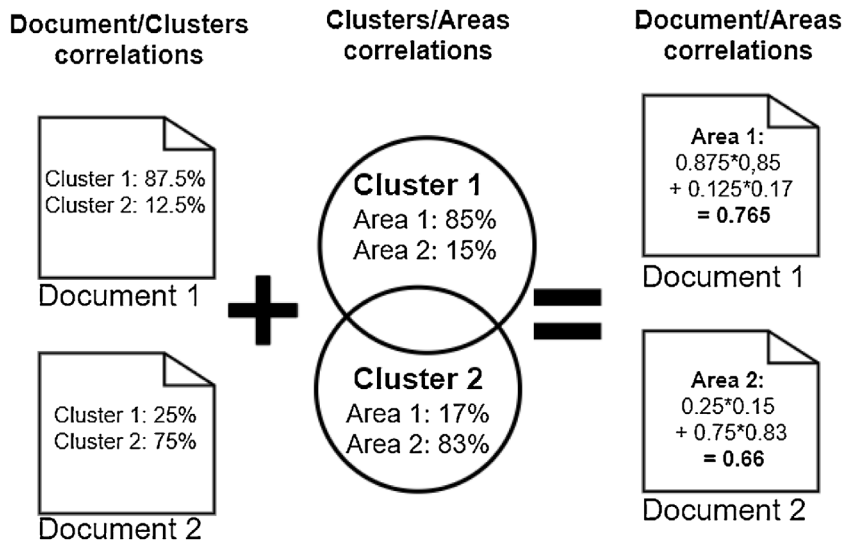 Document/Clusters
correlations
Clusters/Areas
correlations
Document/Areas
correlations
Cluster 1: 87.5%
Cluster 2: 12.5%
Document 1
Cluster 1: 25%
Cluster 2: 75%
Document 2
Cluster 1
Area 1: 85%
Area 2: 15%
Cluster 2
Area 1: 17%
Area 2: 83%
Area 1:
0.875*0,85
+ 0.125*0.17
= 0.765
Document 1
Area 2:
0.25*0.15
+ 0.75*0.83
= 0.66
Document 2